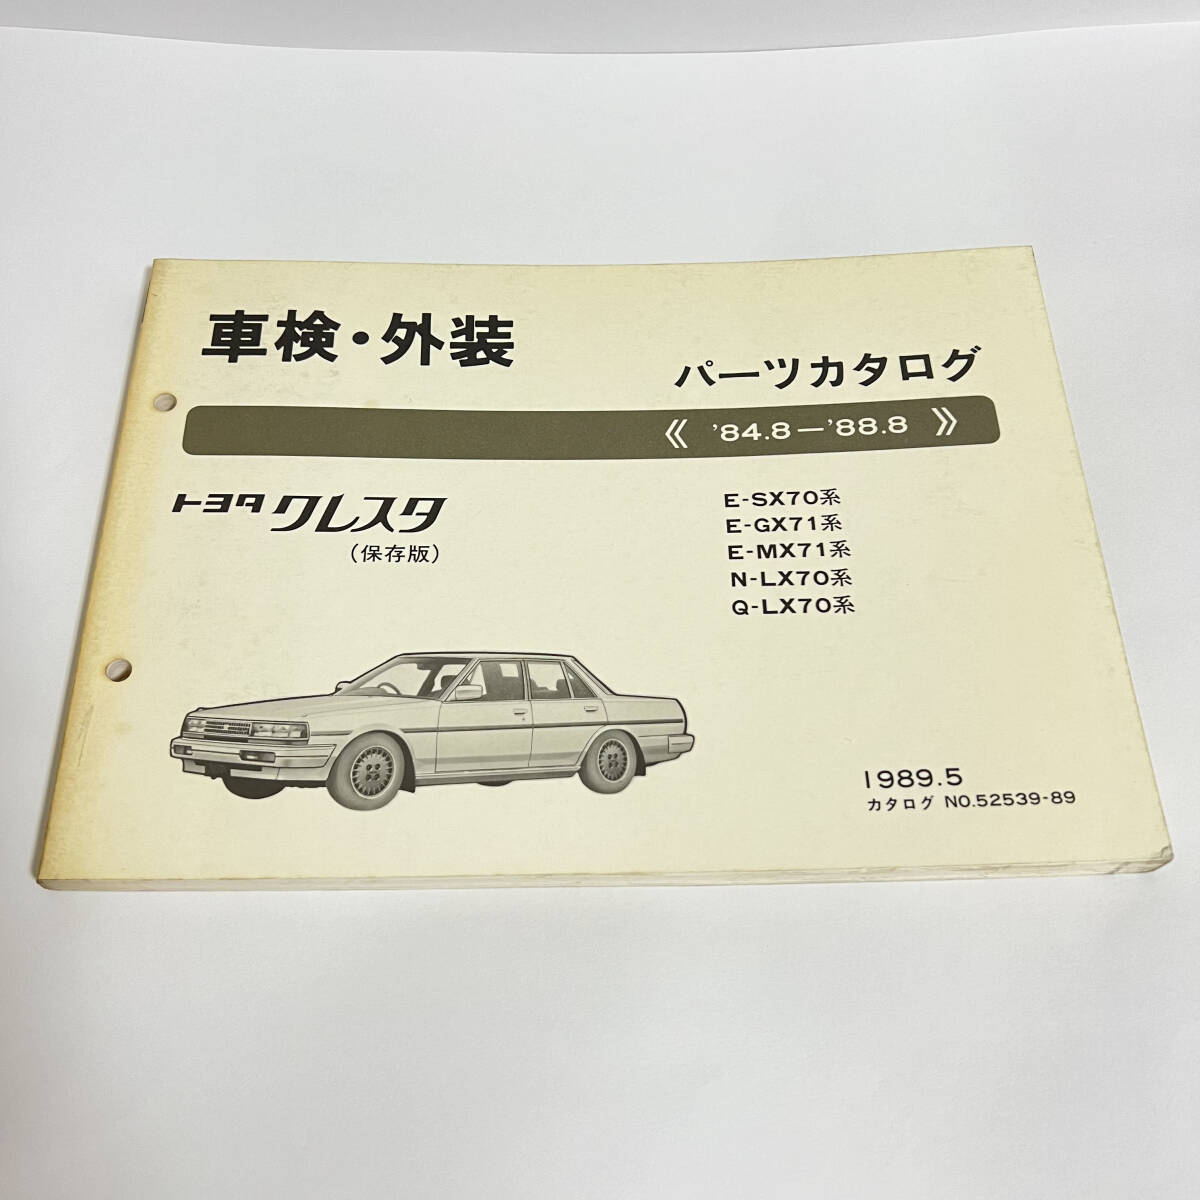 車検・外装
パーツカタログ
《 '84.8－'88.8 》
トヨタ クレスタ
(保存版)
E-SX70系
E-GX71系
E-MX71系
N-LX70系
Q-LX70系
1989.5
カタログ NO.52539-89